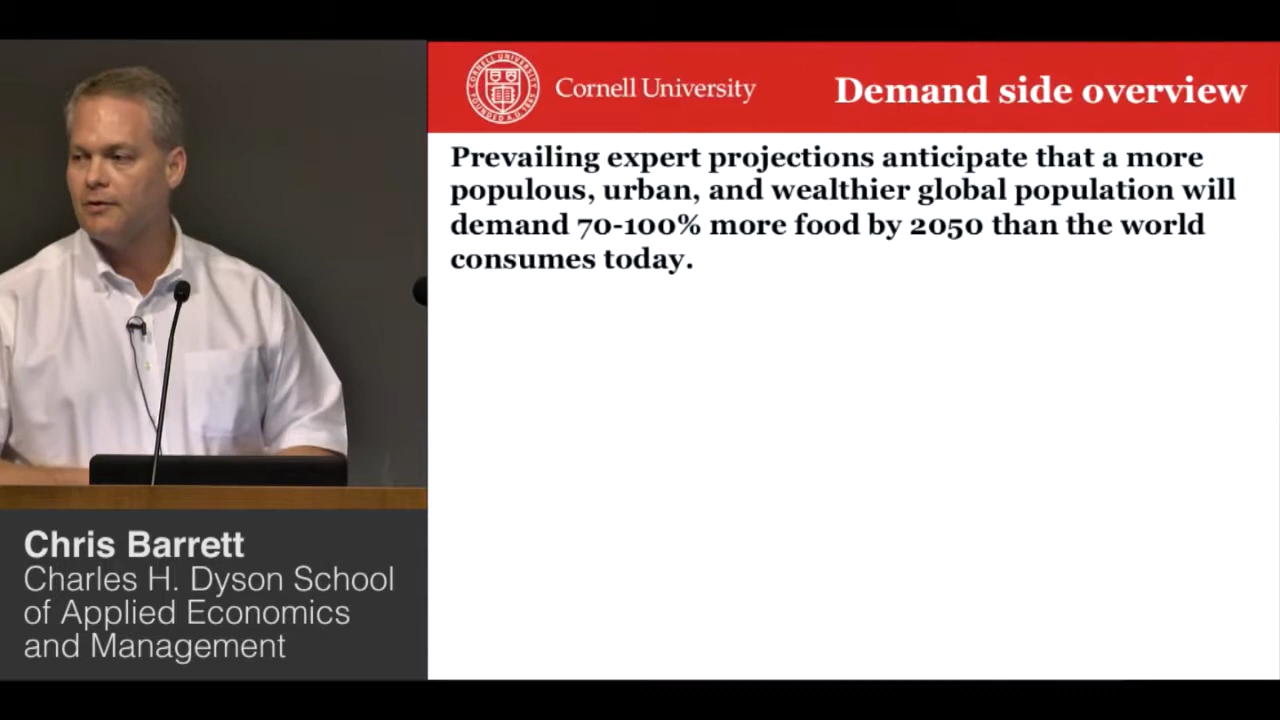 Cornell University
Demand side overview
Prevailing expert projections anticipate that a more
populous, urban, and wealthier global population will
demand 70-100% more food by 2050 than the world
consumes today.
Chris Barrett
Charles H. Dyson School
of Applied Economics
and Management